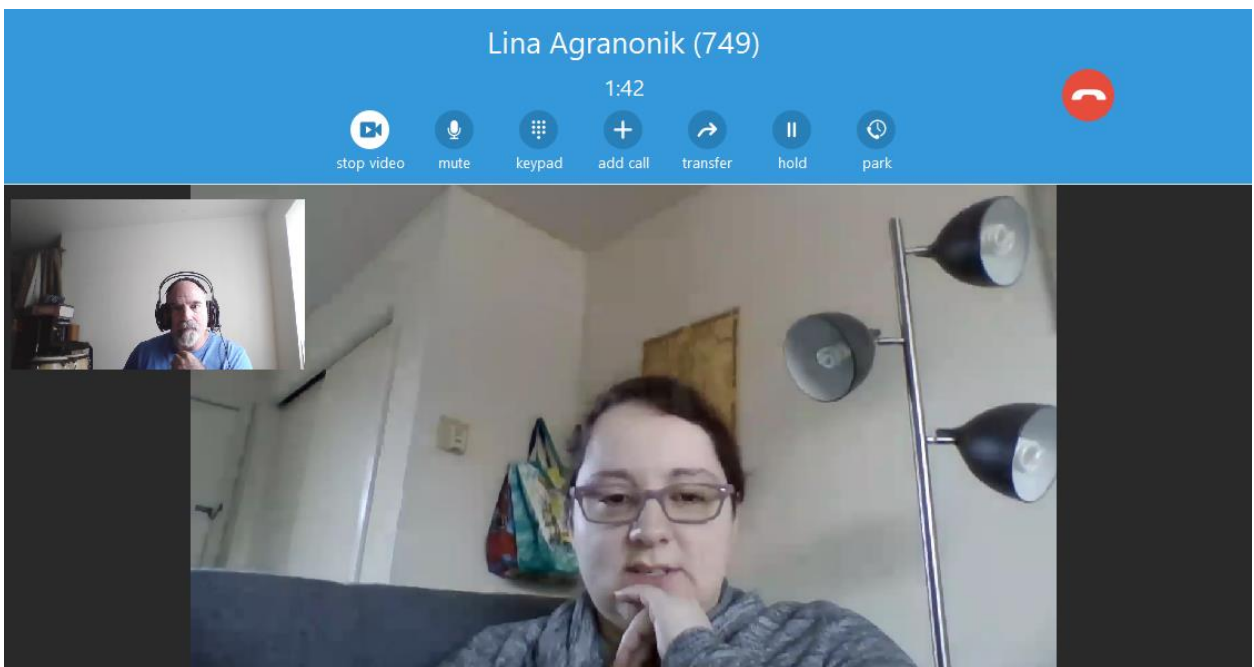 Lina Agranonik (749)
1:42
stop video mute keypad add call transfer hold park